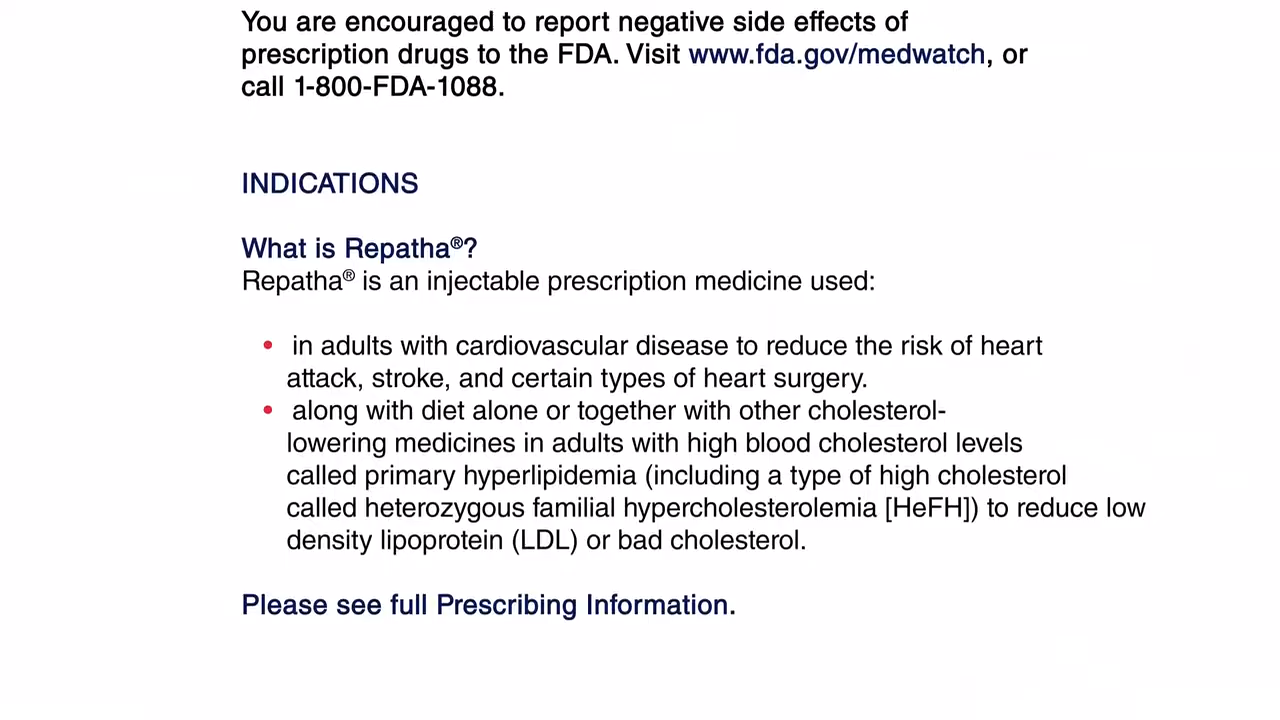 You are encouraged to report negative side effects of
prescription drugs to the FDA. Visit www.fda.gov/medwatch, or
call 1-800-FDA-1088.
INDICATIONS
What is Repatha®?
Repatha® is an injectable prescription medicine used:
• in adults with cardiovascular disease to reduce the risk of heart
attack, stroke, and certain types of heart surgery.
• along with diet alone or together with other cholesterol-
lowering medicines in adults with high blood cholesterol levels
called primary hyperlipidemia (including a type of high cholesterol
called heterozygous familial hypercholesterolemia [HeFH]) to reduce low
density lipoprotein (LDL) or bad cholesterol.
Please see full Prescribing Information.